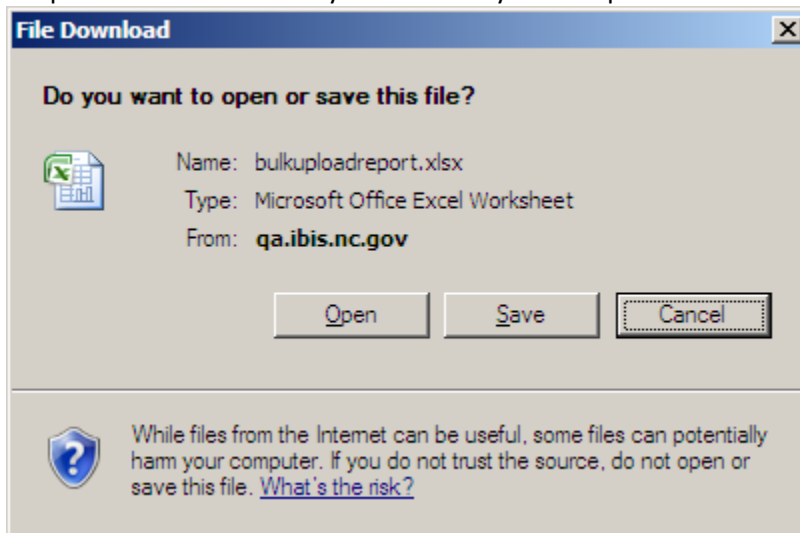 File Download
Do you want to open or save this file?
Name: bulkuploadreport.xlsx
Type: Microsoft Office Excel Worksheet
From: qa.ibis.nc.gov
Open Save Cancel
While files from the Internet can be useful, some files can potentially
harm your computer. If you do not trust the source, do not open or
save this file. What's the risk?